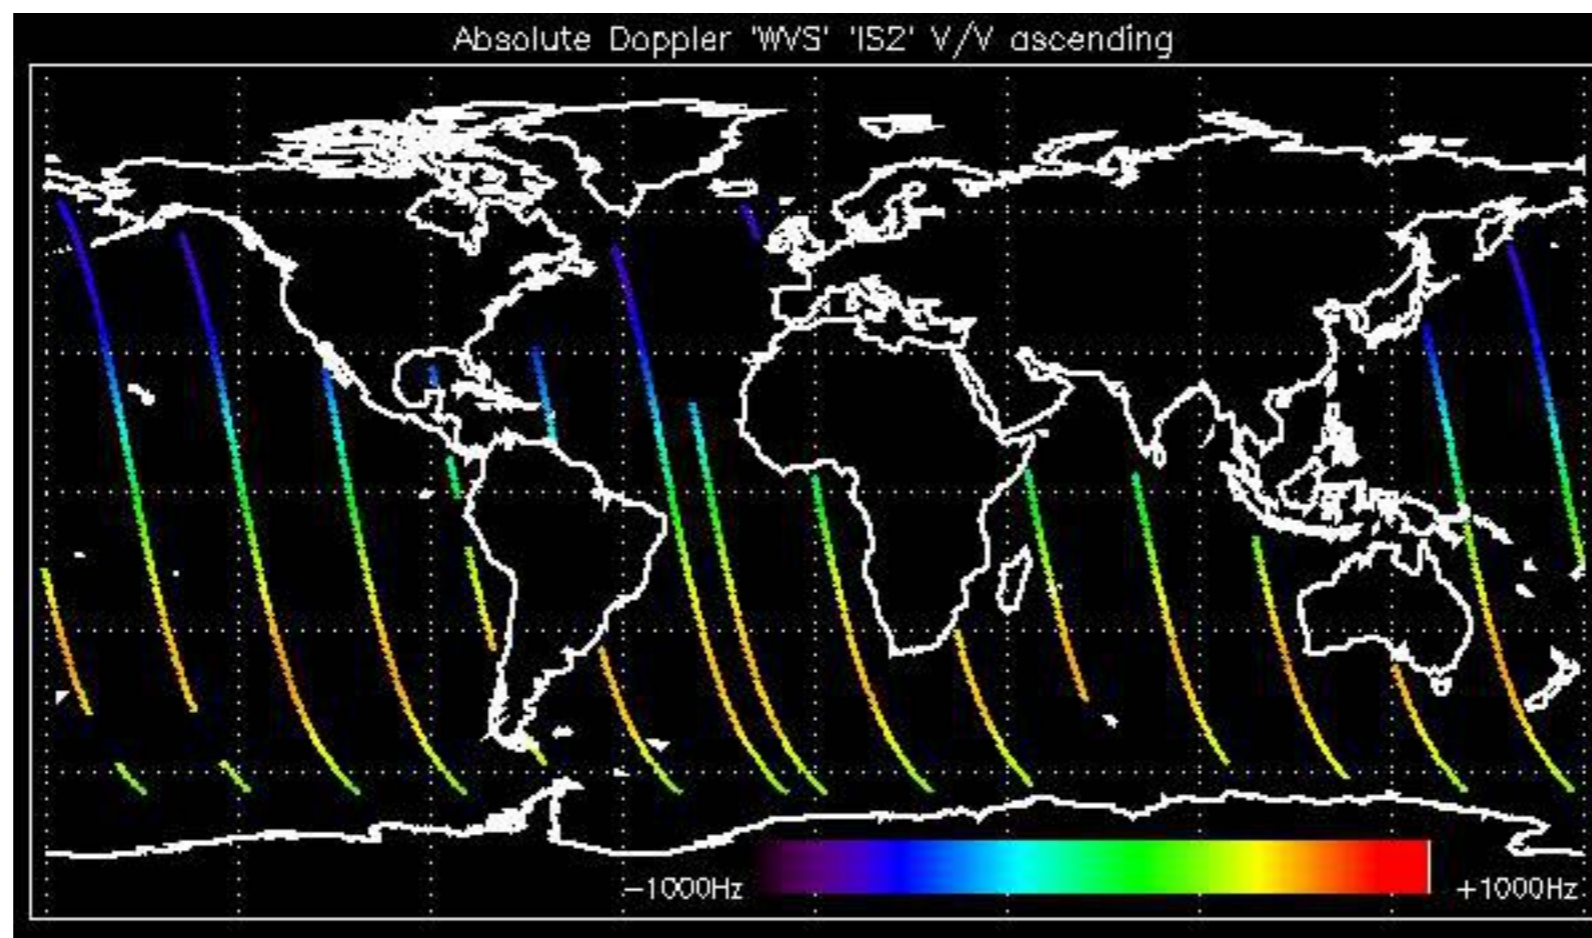 Absolute Doppler 'WVS' 'IS2' V/V ascending
−1000Hz +1000Hz